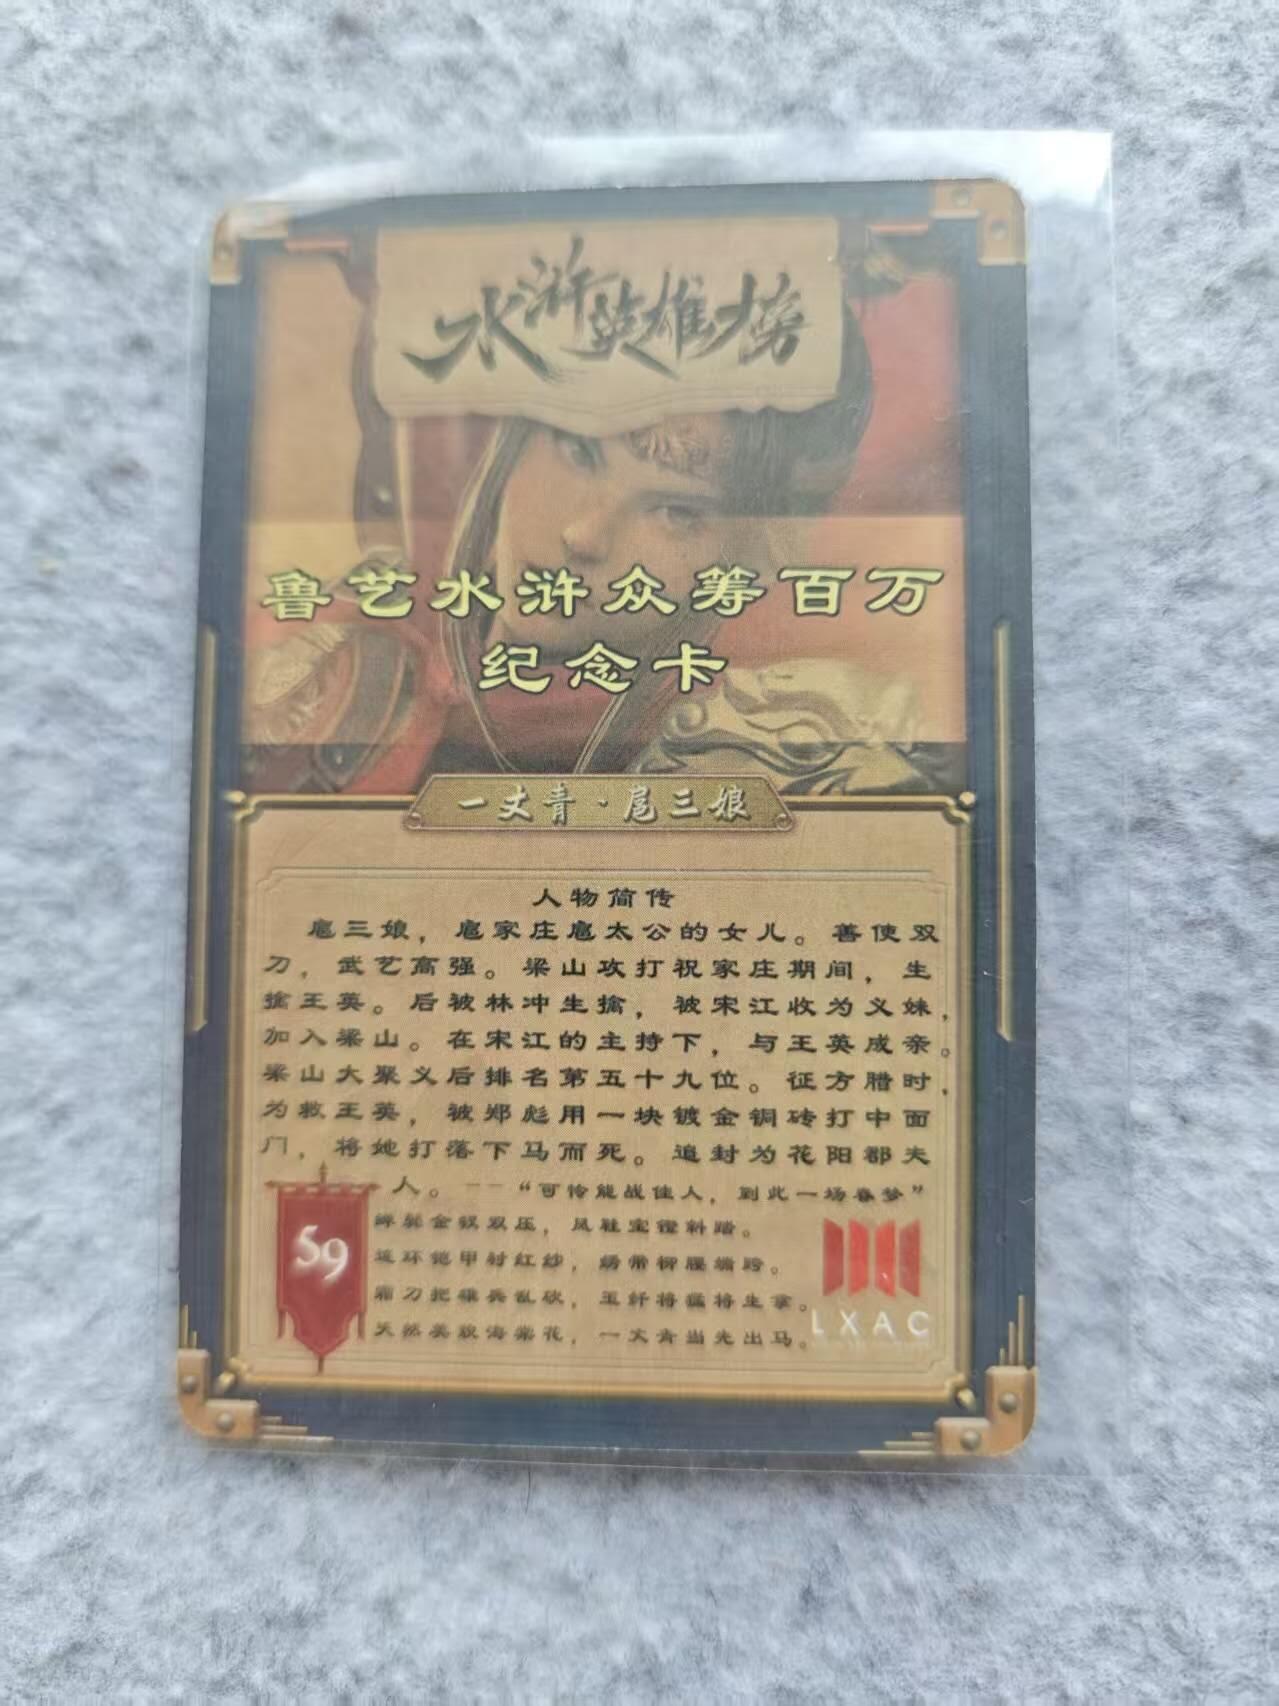 水浒英雄榜
鲁艺水浒众筹百万
纪念卡
一丈青·扈三娘
人物简传
扈三娘，扈家庄扈太公的女儿。善使双
刀，武艺高强。梁山攻打祝家庄期间，生
擒王英。后被林冲生擒，被宋江收为义妹，
加入梁山。在宋江的主持下，与王英成亲。
梁山大聚义后排名第五十九位。征方腊时，
为救王英，被郑彪用一块镀金铜砖打中面
门，将她打落下马而死。追封为花阳郡夫
人。——“可怜能战佳人，到此一场春梦”
蝉鬓金钗双压，凤鞋宝镫斜踏。
连环铠甲衬红纱，绣带柳腰端跨。
霜刀把雄兵乱砍，玉纤将猛将生拿。
天然美貌海棠花，一丈青当先出马。
59
LXAC